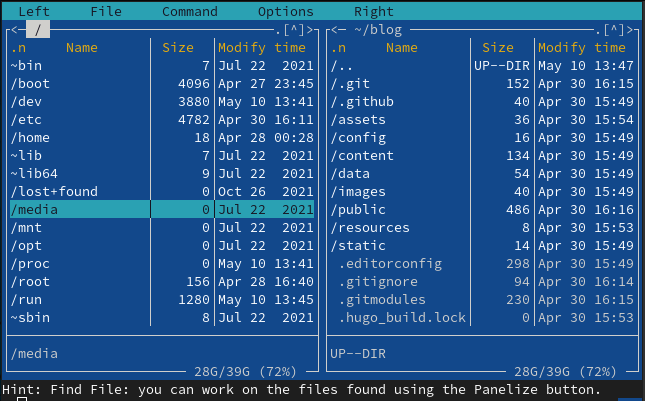 Left File Command Options Right
<─ / .[^]> <─ ~/blog .[^]>
.n Name Size Modify time .n Name Size Modify time
~bin 7 Jul 22 2021 /.. UP--DIR May 10 13:47
/boot 4096 Apr 27 23:45 /.git 152 Apr 30 16:15
/dev 3880 May 10 13:41 /.github 40 Apr 30 15:49
/etc 4782 Apr 30 16:11 /assets 36 Apr 30 15:54
/home 18 Apr 28 00:28 /config 16 Apr 30 15:49
~lib 7 Jul 22 2021 /content 134 Apr 30 15:49
~lib64 9 Jul 22 2021 /data 54 Apr 30 15:49
/lost+found 0 Oct 26 2021 /images 40 Apr 30 15:49
/media 0 Jul 22 2021 /public 486 Apr 30 16:16
/mnt 0 Jul 22 2021 /resources 8 Apr 30 15:53
/opt 0 Jul 22 2021 /static 14 Apr 30 15:49
/proc 0 May 10 13:41 .editorconfig 298 Apr 30 15:49
/root 156 Apr 28 16:40 .gitignore 94 Apr 30 16:14
/run 1280 May 10 13:45 .gitmodules 230 Apr 30 16:15
~sbin 8 Jul 22 2021 .hugo_build.lock 0 Apr 30 15:53
/media UP--DIR
28G/39G (72%) 28G/39G (72%)
Hint: Find File: you can work on the files found using the Panelize button.